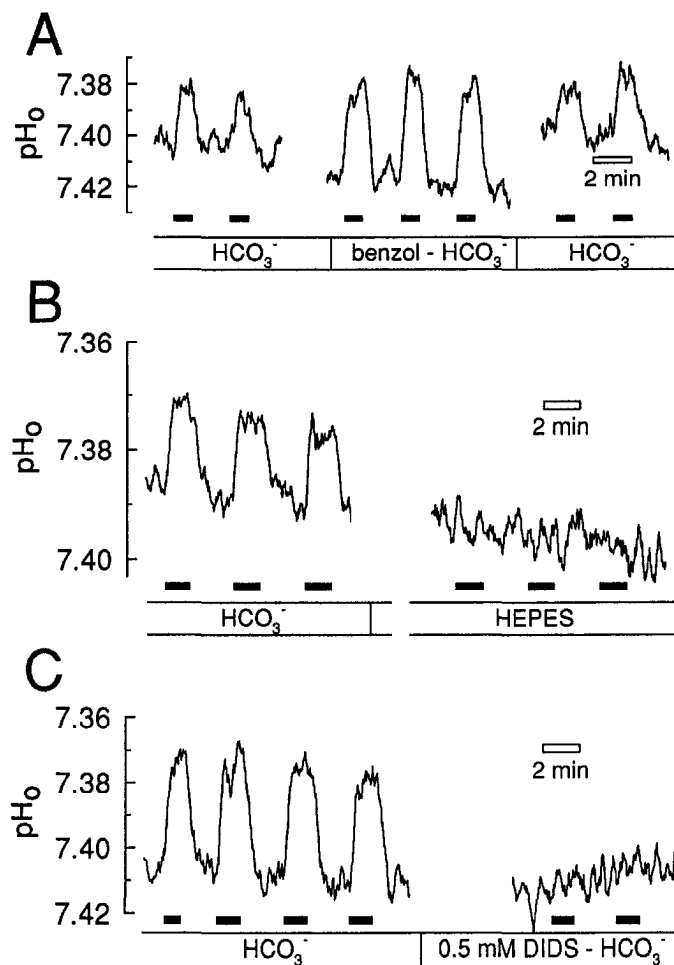 A
7.38
7.40
7.42
pHo
2 min
HCO3- benzol - HCO3- HCO3-
B
7.36
7.38
7.40
pHo
2 min
HCO3- HEPES
C
7.36
7.38
7.40
7.42
pHo
2 min
HCO3- 0.5 mM DIDS - HCO3-